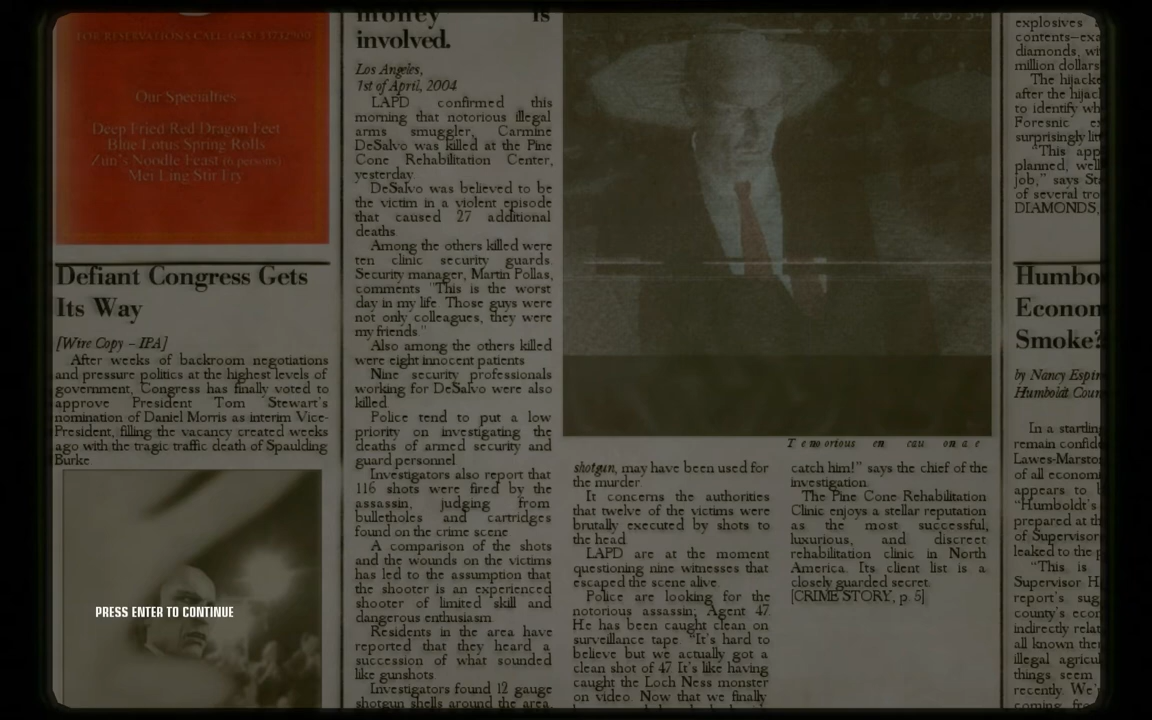 FOR RESERVATIONS CALL: (545) 55732900
Our Specialties
Deep Fried Red Dragon Feet
Blue Lotus Spring Rolls
Zun's Noodle Feast (6 persons)
Mei Ling Stir Fry
Defiant Congress Gets
Its Way
[Wire Copy – IPA]
After weeks of backroom negotiations
and pressure politics at the highest levels of
government, Congress has finally voted to
approve President Tom Stewart's
nomination of Daniel Morris as interim Vice-
President, filling the vacancy created weeks
ago with the tragic traffic death of Spaulding
Burke
PRESS ENTER TO CONTINUE
money is
involved.
Los Angeles,
1st of April, 2004
LAPD confirmed this
morning that notorious illegal
arms smuggler, Carmine
DeSalvo was killed at the Pine
Cone Rehabilitation Center,
yesterday.
DeSalvo was believed to be
the victim in a violent episode
that caused 27 additional
deaths
Among the others killed were
ten clinic security guards.
Security manager, Martin Pollas,
comments "This is the worst
day in my life. Those guys were
not only colleagues, they were
my friends"
Also among the others killed
were eight innocent patients
Nine security professionals
working for DeSalvo were also
killed.
Police tend to put a low
priority on investigating the
deaths of armed security and
guard personnel
Investigators also report that
116 shots were fired by the
assassin, judging from
bulletholes and cartridges
found on the crime scene
A comparison of the shots
and the wounds on the victims
has led to the assumption that
the shooter is an experienced
shooter of limited skill and
dangerous enthusiasm
Residents in the area have
reported that they heard a
succession of what sounded
like gunshots
Investigators found 12 gauge
shotgun shells around the area.
shotgun, may have been used for
the murder
It concerns the authorities
that twelve of the victims were
brutally executed by shots to
the head
LAPD are at the moment
questioning nine witnesses that
escaped the scene alive.
Police are looking for the
notorious assassin; Agent 47
He has been caught clean on
surveillance tape. "It's hard to
believe but we actually got a
clean shot of 47 It's like having
caught the Loch Ness monster
on video. Now that we finally
catch him!" says the chief of the
investigation.
The Pine Cone Rehabilitation
Clinic enjoys a stellar reputation
as the most successful,
luxurious, and discreet
rehabilitation clinic in North
America. Its client list is a
closely guarded secret.
[CRIME STORY, p. 5]
explosives
contents–exa
diamonds, wi
million dollars
The hijacke
after the hijack
to identify wh
Foresnic ex
surprisingly lit
"This app
planned, well
job," says Sta
of several tro
DIAMONDS,
Humbo
Econom
Smoke?
by Nancy Espin
Humboldt Coun
In a startling
remain confide
Lawes-Marston
of all economi
appears to b
"Humboldt's
prepared at th
of Supervisor
leaked to the p
"This is
Supervisor H
report's sug
county's econ
indirectly relat
all known ther
illegal agricul
things seem
recently. We'
coming from